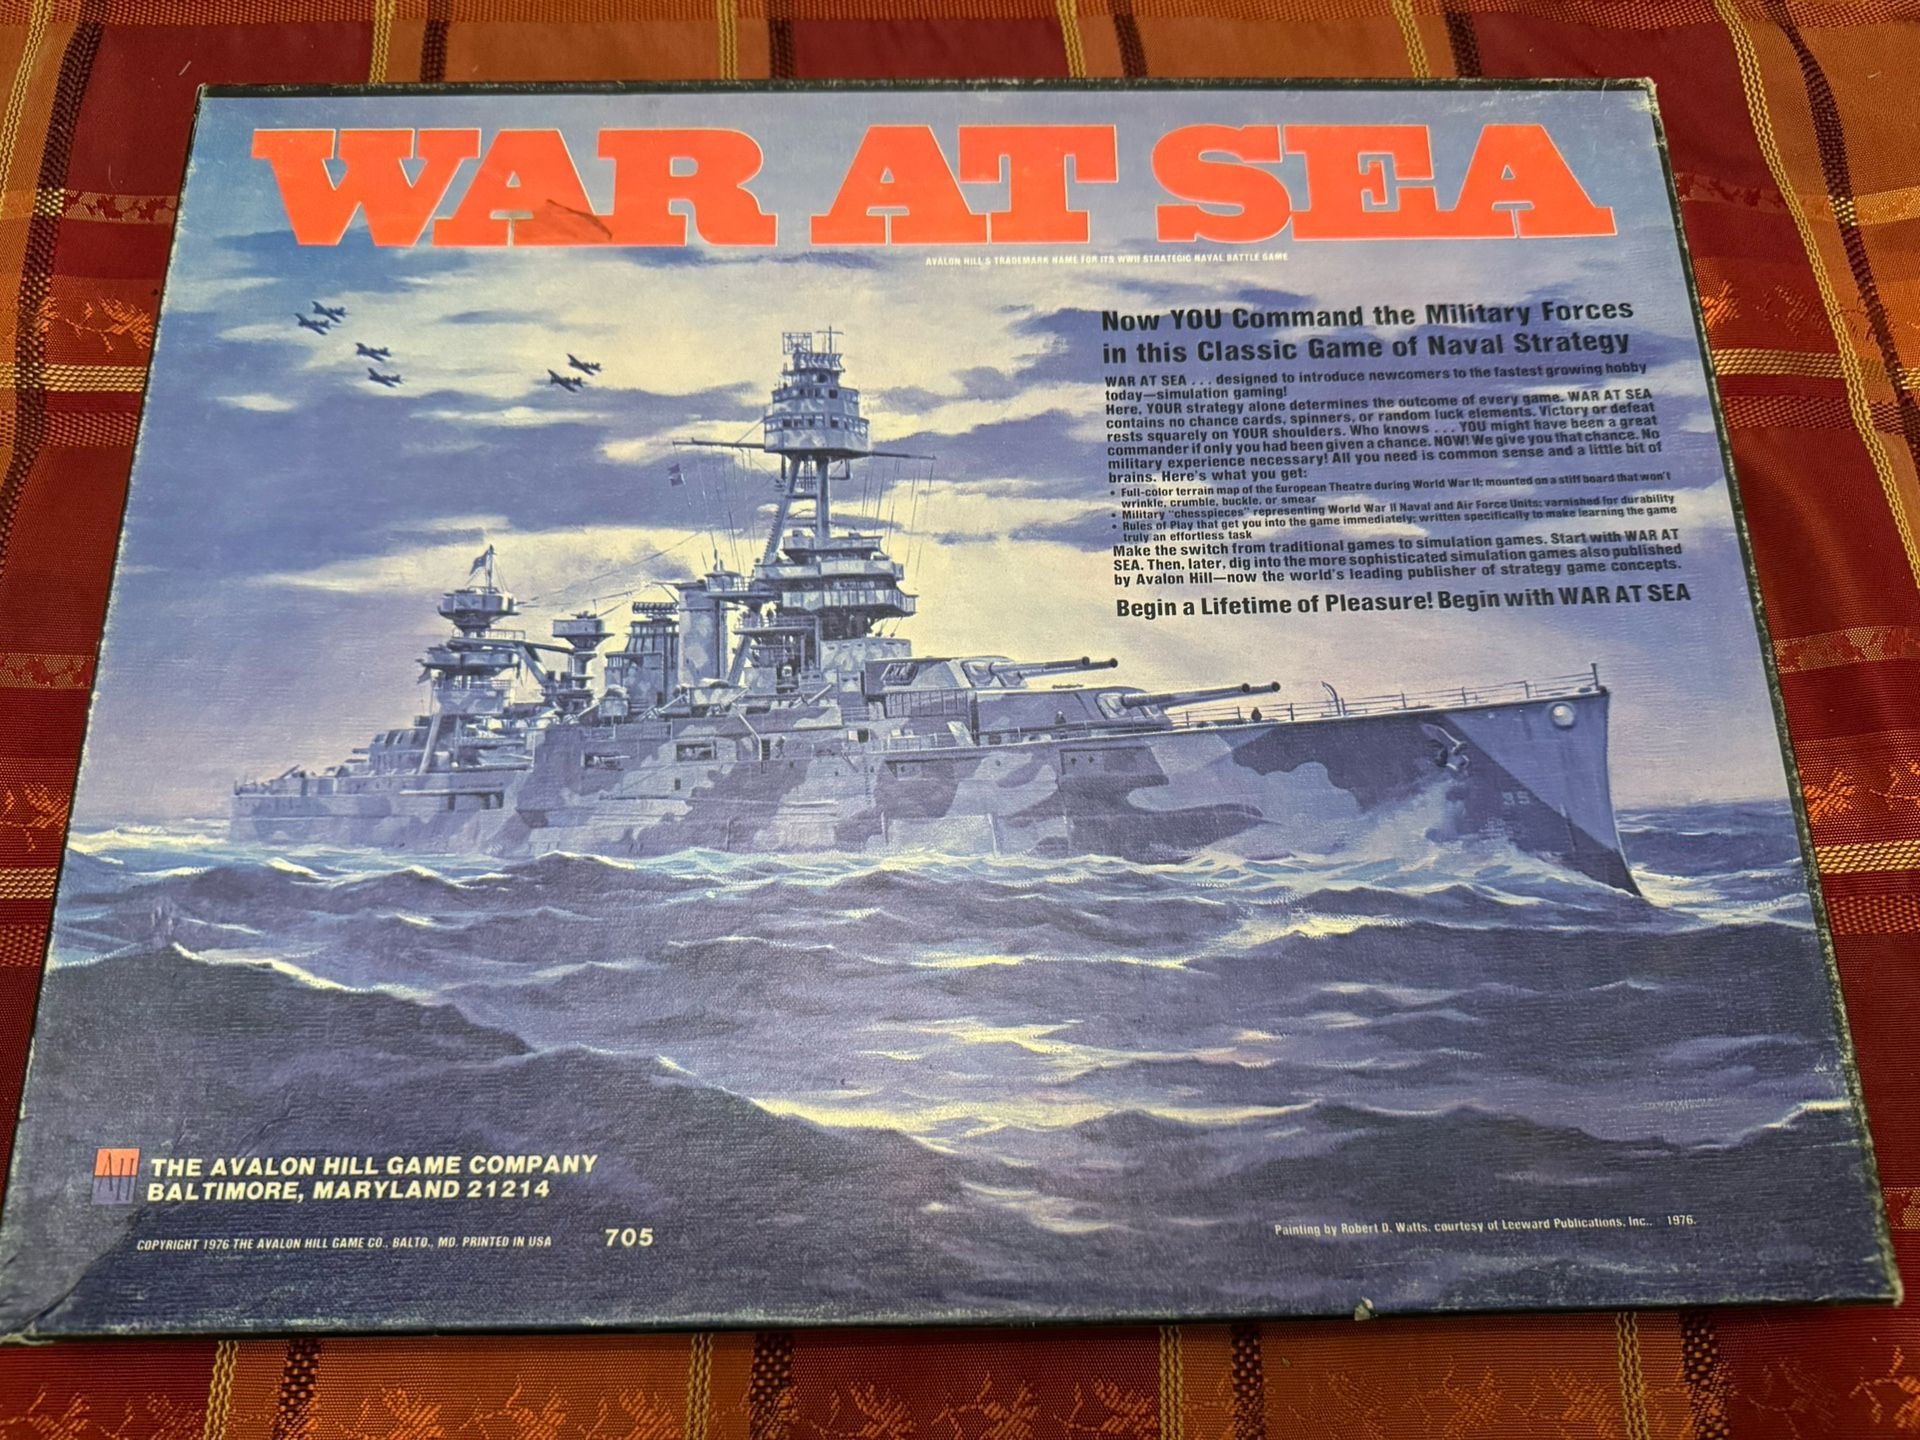 WAR AT SEA
AVALON HILL'S TRADEMARK NAME FOR ITS WWII STRATEGIC NAVAL BATTLE GAME
Now YOU Command the Military Forces
in this Classic Game of Naval Strategy
WAR AT SEA . . . designed to introduce newcomers to the fastest growing hobby
today—simulation gaming!
Here, YOUR strategy alone determines the outcome of every game. WAR AT SEA
contains no chance cards, spinners, or random luck elements. Victory or defeat
rests squarely on YOUR shoulders. Who knows . . . YOU might have been a great
commander if only you had been given a chance. NOW! We give you that chance. No
military experience necessary! All you need is common sense and a little bit of
brains. Here's what you get:
• Full-color terrain map of the European Theatre during World War II; mounted on a stiff board that won't
wrinkle, crumble, buckle, or smear
• Military "chesspieces" representing World War II Naval and Air Force Units; varnished for durability
• Rules of Play that get you into the game immediately; written specifically to make learning the game
truly an effortless task
Make the switch from traditional games to simulation games. Start with WAR AT
SEA. Then, later, dig into the more sophisticated simulation games also published
by Avalon Hill—now the world's leading publisher of strategy game concepts.
Begin a Lifetime of Pleasure! Begin with WAR AT SEA
35
AH THE AVALON HILL GAME COMPANY
BALTIMORE, MARYLAND 21214
COPYRIGHT 1976 THE AVALON HILL GAME CO., BALTO., MD. PRINTED IN USA 705
Painting by Robert D. Watts, courtesy of Leeward Publications, Inc., 1976.